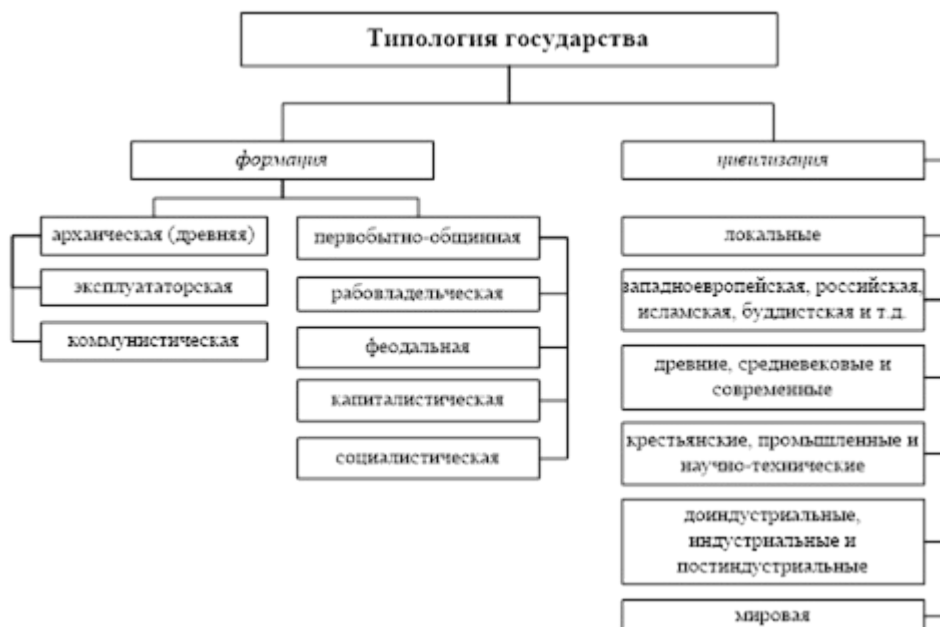 Типология государства
формация
цивилизация
архаическая (древняя)
эксплуататорская
коммунистическая
первобытно-общинная
рабовладельческая
феодальная
капиталистическая
социалистическая
локальные
западноевропейская, российская,
исламская, буддистская и т.д.
древние, средневековые и
современные
крестьянские, промышленные и
научно-технические
доиндустриальные,
индустриальные и
постиндустриальные
мировая